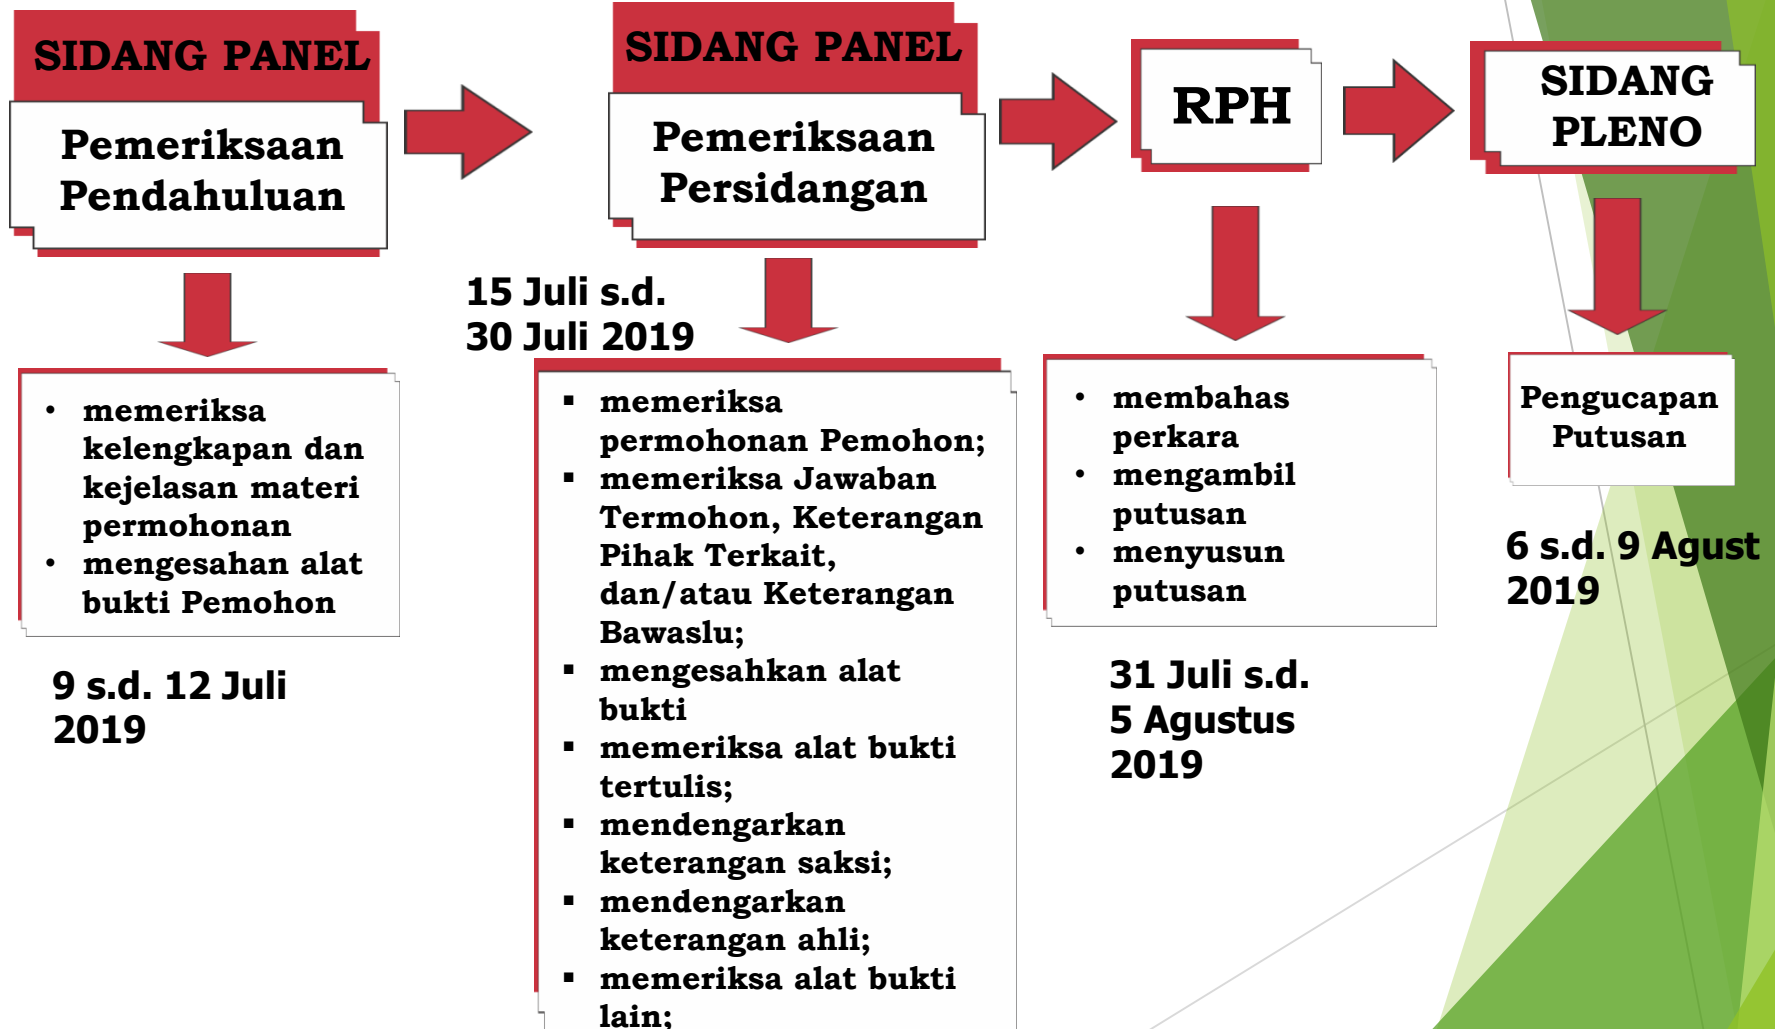 SIDANG PANEL
Pemeriksaan
Pendahuluan
SIDANG PANEL
Pemeriksaan
Persidangan
RPH
SIDANG
PLENO
• memeriksa
kelengkapan dan
kejelasan materi
permohonan
• mengesahan alat
bukti Pemohon
9 s.d. 12 Juli
2019
15 Juli s.d.
30 Juli 2019
▪ memeriksa
permohonan Pemohon;
▪ memeriksa Jawaban
Termohon, Keterangan
Pihak Terkait,
dan/atau Keterangan
Bawaslu;
▪ mengesahkan alat
bukti
▪ memeriksa alat bukti
tertulis;
▪ mendengarkan
keterangan saksi;
▪ mendengarkan
keterangan ahli;
▪ memeriksa alat bukti
lain;
• membahas
perkara
• mengambil
putusan
• menyusun
putusan
31 Juli s.d.
5 Agustus
2019
Pengucapan
Putusan
6 s.d. 9 Agust
2019